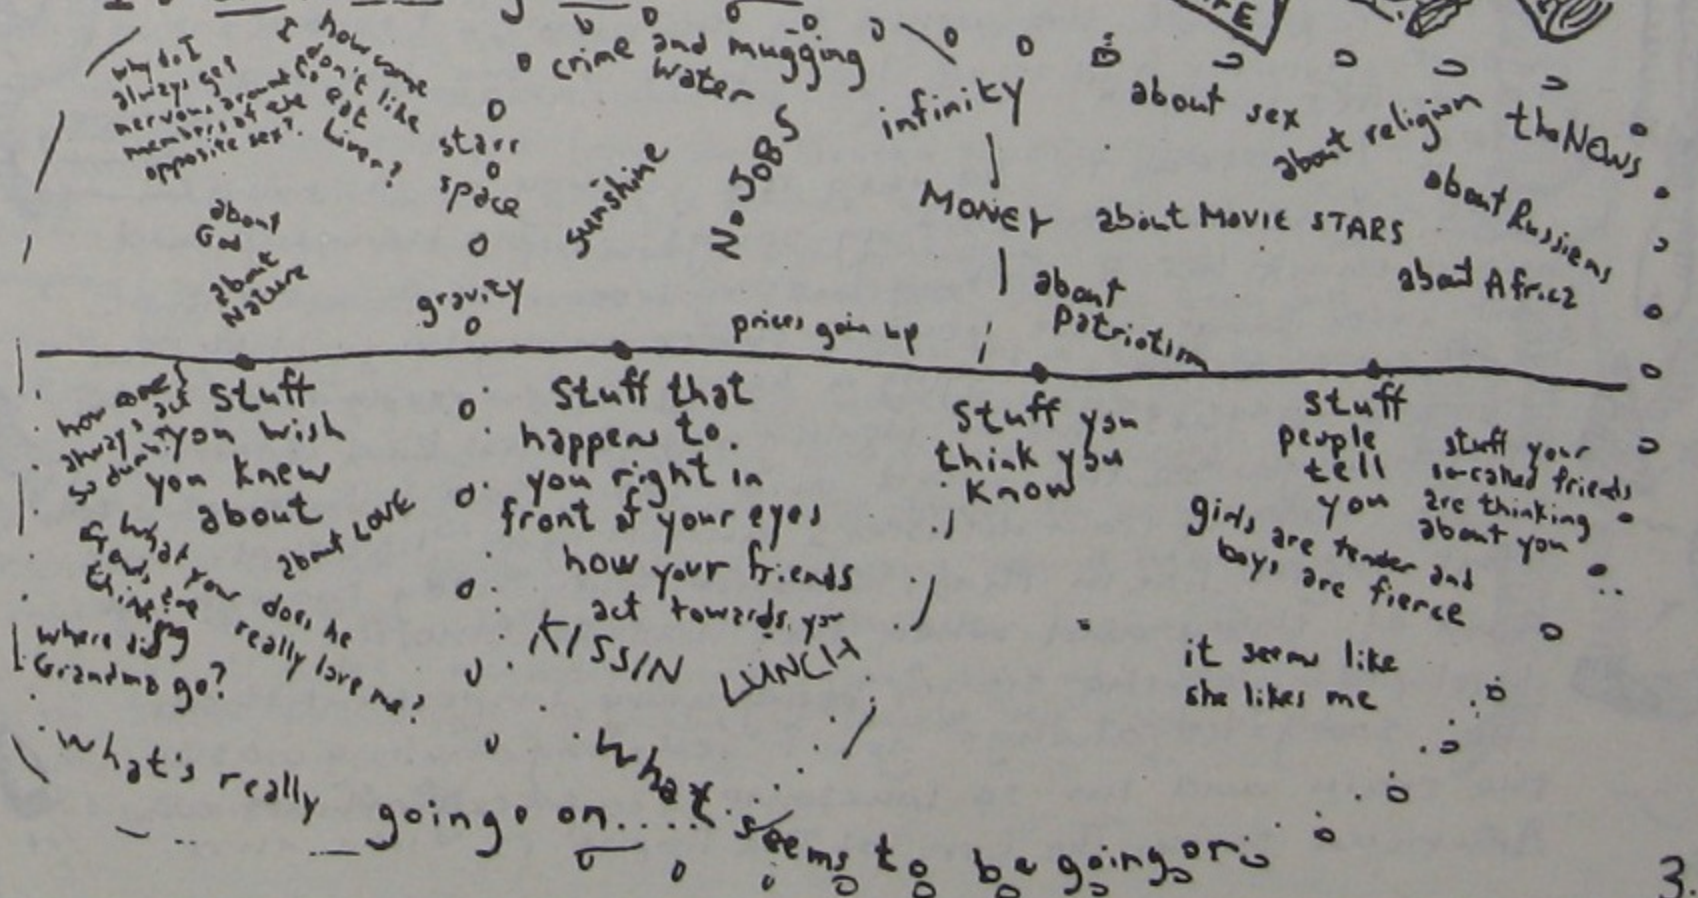 why do I
always get
nervous around
members of the
opposite sex?
how come
I don't like
to eat
Liver?
crime and mugging
water
stars
space
gravity
Sunshine
No JOBS
infinity
MONEY
about sex
about religion
the NEWS
about MOVIE STARS
about Russians
about Africa
about
Patriotism
about
God
about
Nature
prices goin up
how come I
always act
so dumb?
stuff
you wish
you knew
about
about LOVE
does he
really love me?
where did
Grandma go?
stuff that
happens to
you right in
front of your eyes
how your friends
act towards you
KISSIN
LUNCH
stuff you
think you
know
stuff
people
tell
you
stuff your
so-called friends
are thinking
about you
girls are tender and
boys are fierce
it seems like
she likes me
What's really going on.... What seems to be going on
3.